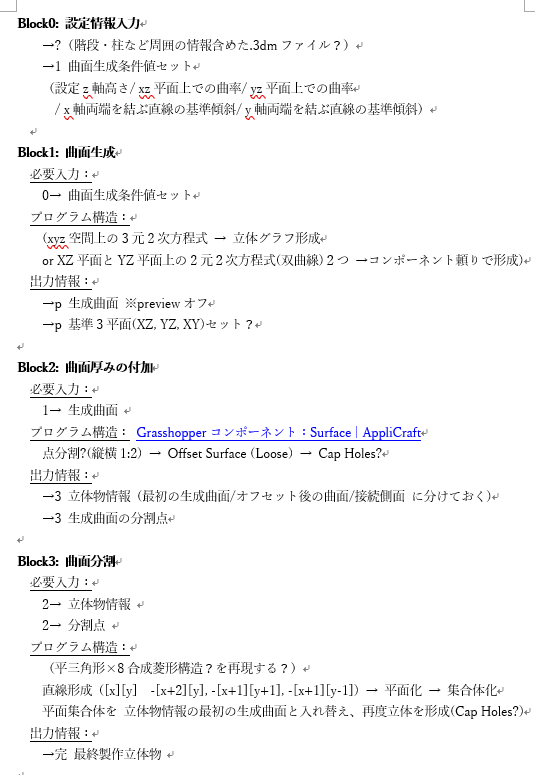 Block0: 設定情報入力
→? (階段・柱など周囲の情報含めた.3dm ファイル？)
→1 曲面生成条件値セット
(設定 z 軸高さ/ xz 平面上での曲率/ yz 平面上での曲率
/ x 軸両端を結ぶ直線の基準傾斜/ y 軸両端を結ぶ直線の基準傾斜)
Block1: 曲面生成
必要入力：
0→ 曲面生成条件値セット
プログラム構造：
(xyz 空間上の 3 元 2 次方程式 → 立体グラフ形成
or XZ 平面と YZ 平面上の 2 元 2 次方程式(双曲線) 2 つ →コンポーネント頼りで形成)
出力情報：
→p 生成曲面 ※preview オフ
→p 基準 3 平面(XZ, YZ, XY)セット？
Block2: 曲面厚みの付加
必要入力：
1→ 生成曲面
プログラム構造： Grasshopper コンポーネント：Surface | AppliCraft
点分割?(縦横 1:2) → Offset Surface (Loose) → Cap Holes?
出力情報：
→3 立体物情報 (最初の生成曲面/オフセット後の曲面/接続側面 に分けておく)
→3 生成曲面の分割点
Block3: 曲面分割
必要入力：
2→ 立体物情報
2→ 分割点
プログラム構造：
(平三角形×8 合成菱形構造？を再現する？)
直線形成 ([x][y] -[x+2][y], -[x+1][y+1], -[x+1][y-1]) → 平面化 → 集合体化
平面集合体を 立体物情報の最初の生成曲面と入れ替え、再度立体を形成(Cap Holes?)
出力情報：
→完 最終製作立体物